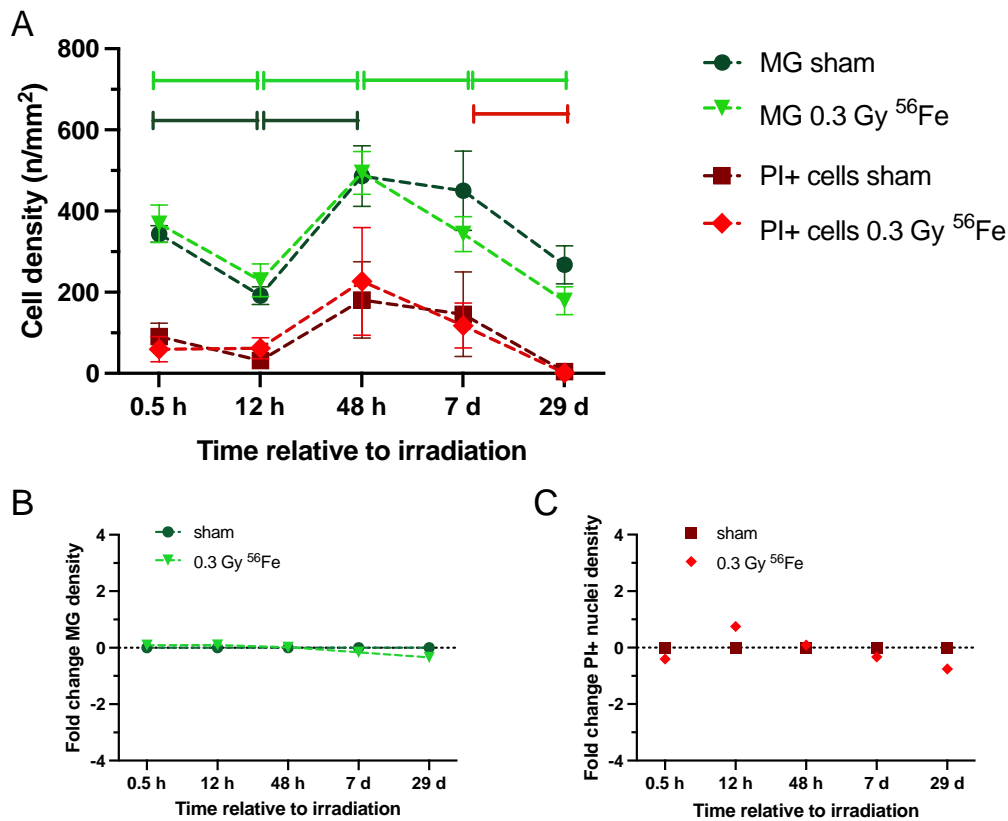 A
800
600
400
200
0
Cell density (n/mm²)
0.5 h 12 h 48 h 7 d 29 d
Time relative to irradiation
MG sham
MG 0.3 Gy ⁵⁶Fe
PI+ cells sham
PI+ cells 0.3 Gy ⁵⁶Fe
B
sham
0.3 Gy ⁵⁶Fe
4
2
0
-2
-4
Fold change MG density
0.5 h 12 h 48 h 7 d 29 d
Time relative to irradiation
C
sham
0.3 Gy ⁵⁶Fe
4
2
0
-2
-4
Fold change PI+ nuclei density
0.5 h 12 h 48 h 7 d 29 d
Time relative to irradiation